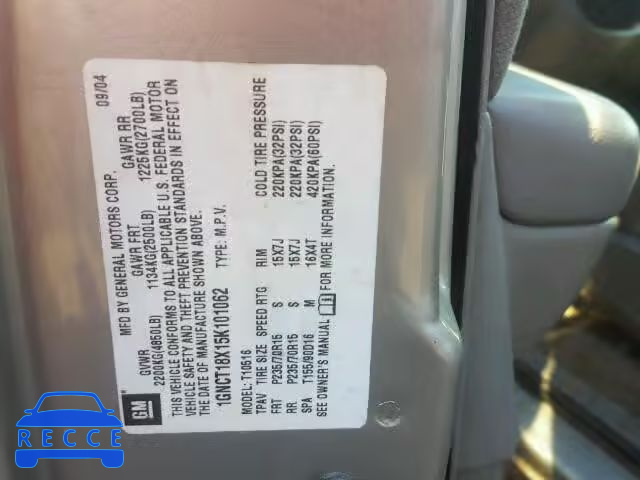 MFD BY GENERAL MOTORS CORP. 09/04
GVWR GAWR FRT GAWR RR
2200KG(4850LB) 1134KG(2500LB) 1225KG(2700LB)
THIS VEHICLE CONFORMS TO ALL APPLICABLE U.S. FEDERAL MOTOR
VEHICLE SAFETY AND THEFT PREVENTION STANDARDS IN EFFECT ON
THE DATE OF MANUFACTURE SHOWN ABOVE.
1GNCT18X15K101062 TYPE: M.P.V.
MODEL: T10516
TPAV TIRE SIZE SPEED RTG RIM COLD TIRE PRESSURE
FRT P235/70R15 S 15X7J 220KPA(32PSI)
RR P235/70R15 S 15X7J 220KPA(32PSI)
SPA T155/90D16 M 16X4T 420KPA(60PSI)
SEE OWNER'S MANUAL FOR MORE INFORMATION.
GM
RECCE